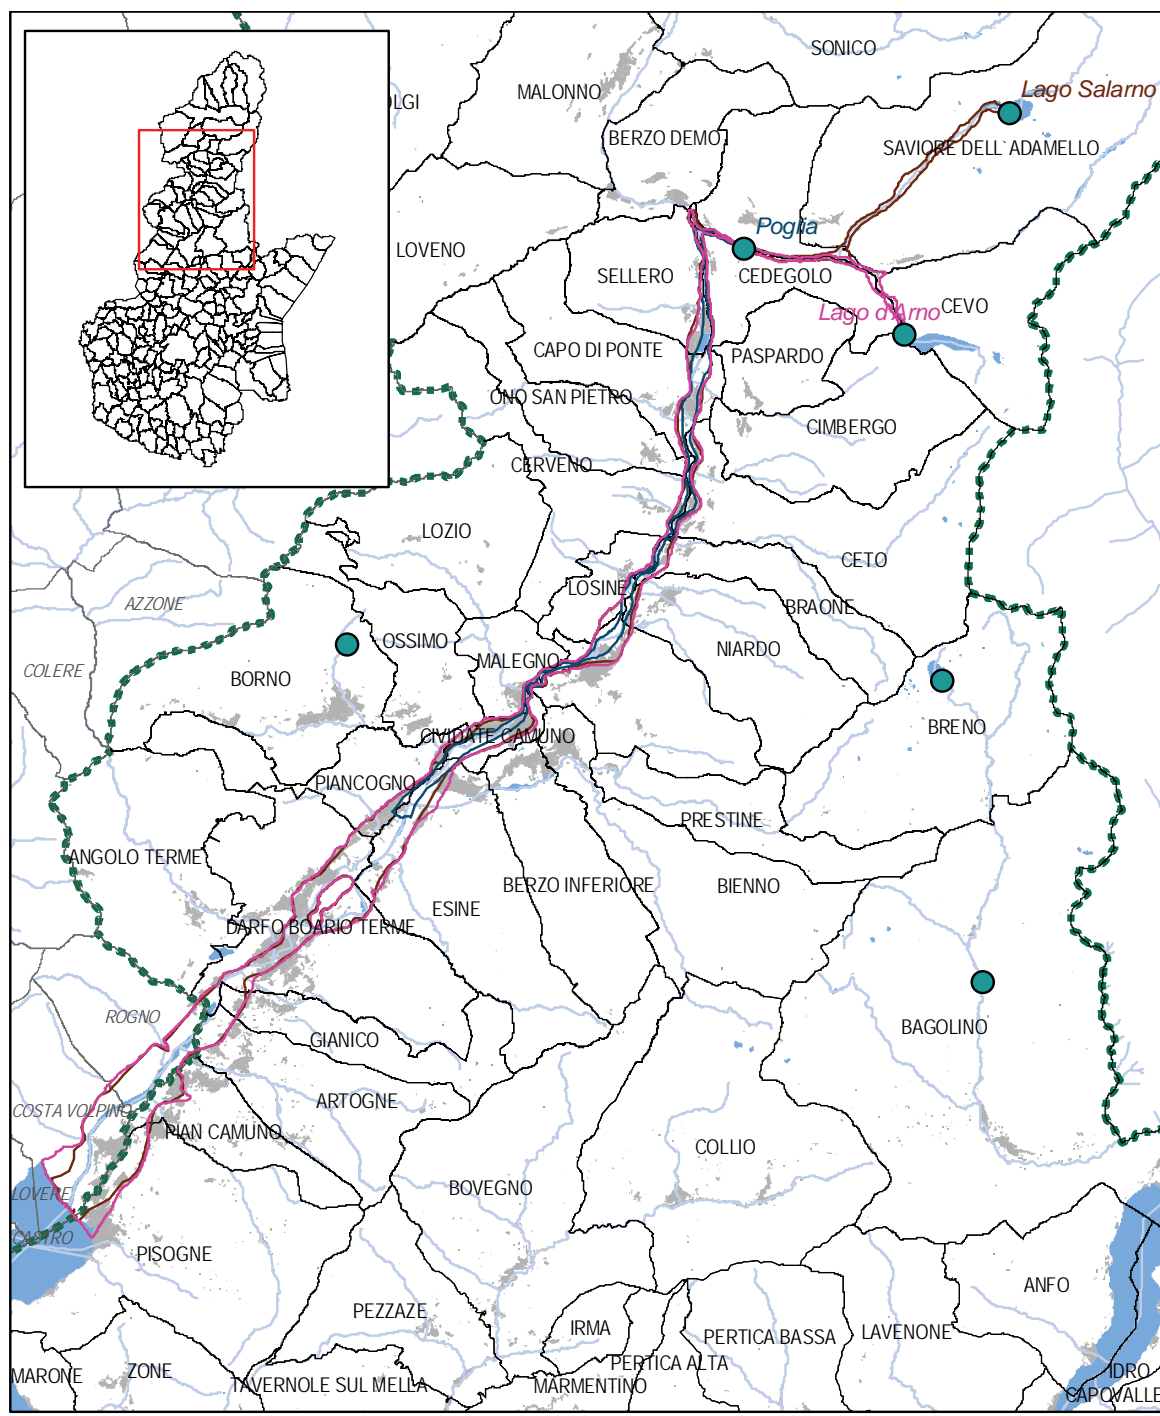 SONICO
MALONNO
Lago Salarno
OLGI
BERZO DEMO
SAVIORE DELL`ADAMELLO
Poglia
LOVENO
SELLERO
CEDEGOLO
CEVO
Lago d'Arno
CAPO DI PONTE
PASPARDO
ONO SAN PIETRO
CIMBERGO
CERVENO
LOZIO
CETO
LOSINE
AZZONE
BRAONE
OSSIMO
NIARDO
MALEGNO
COLERE
BORNO
BRENO
CIVIDATE CAMUNO
PIANCOGNO
PRESTINE
ANGOLO TERME
BERZO INFERIORE
BIENNO
ESINE
DARFO BOARIO TERME
ROGNO
BAGOLINO
GIANICO
ARTOGNE
COSTA VOLPINO
PIAN CAMUNO
COLLIO
LOVERE
BOVEGNO
CASTRO
PISOGNE
ANFO
PEZZAZE
IRMA
PERTICA BASSA
LAVENONE
PERTICA ALTA
MARONE
ZONE
IDRO
TAVERNOLE SUL MELLA
MARMENTINO
CAPOVALLE